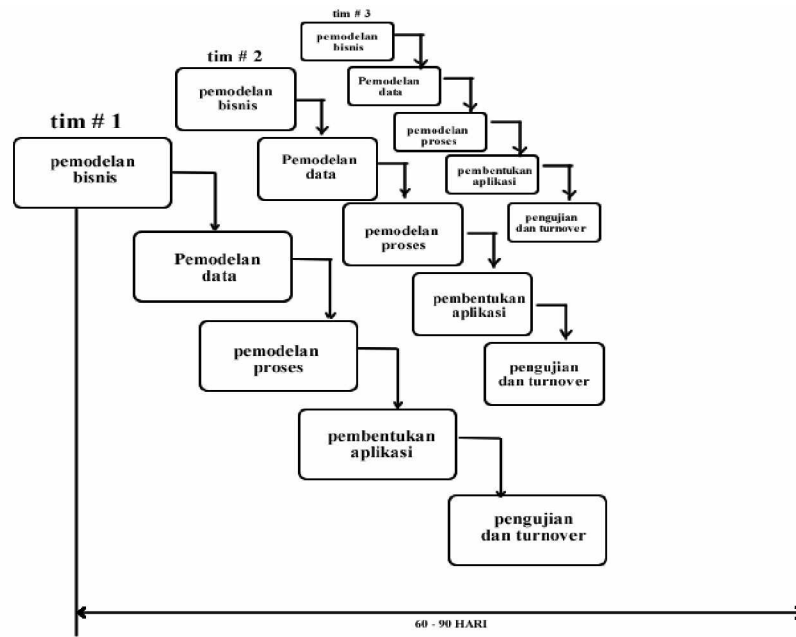 tim # 3
pemodelan
bisnis
Pemodelan
data
pemodelan
proses
pembentukan
aplikasi
pengujian
dan turnover
tim # 2
pemodelan
bisnis
Pemodelan
data
pemodelan
proses
pembentukan
aplikasi
pengujian
dan turnover
tim # 1
pemodelan
bisnis
Pemodelan
data
pemodelan
proses
pembentukan
aplikasi
pengujian
dan turnover
60 - 90 HARI